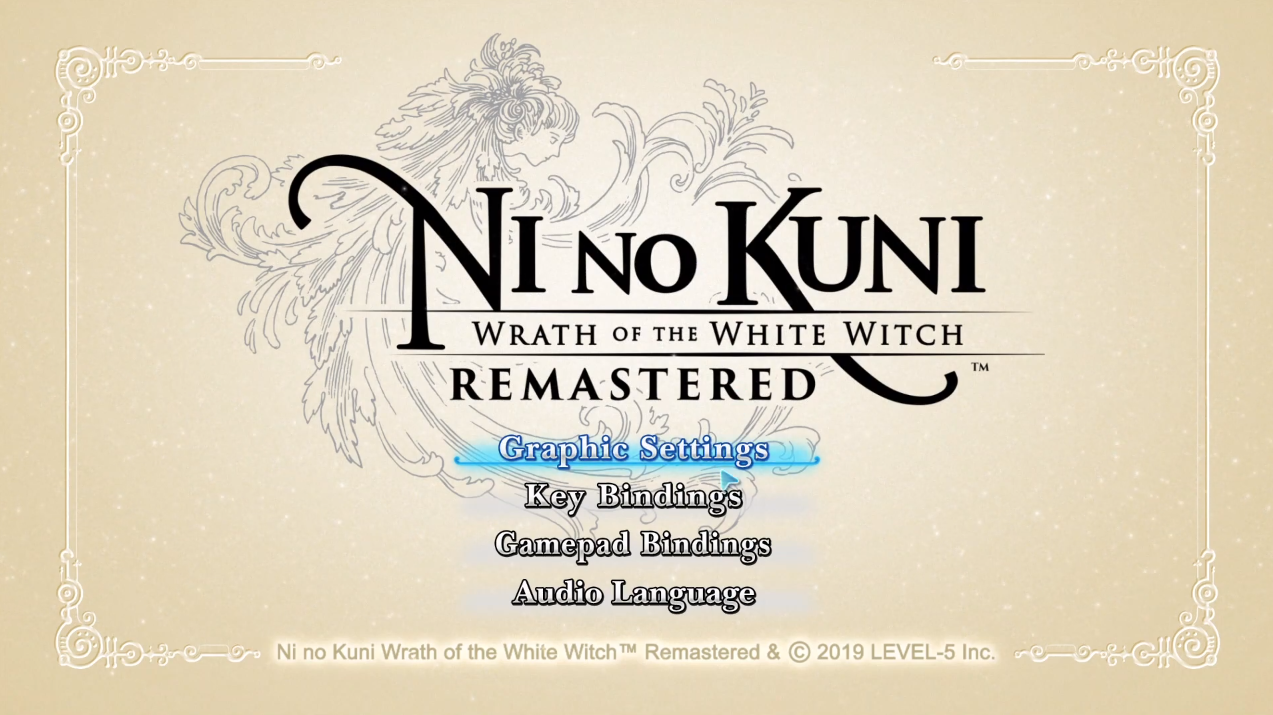 NI NO KUNI
WRATH OF THE WHITE WITCH
REMASTERED ™
Graphic Settings
Key Bindings
Gamepad Bindings
Audio Language
Ni no Kuni Wrath of the White Witch™ Remastered & © 2019 LEVEL-5 Inc.